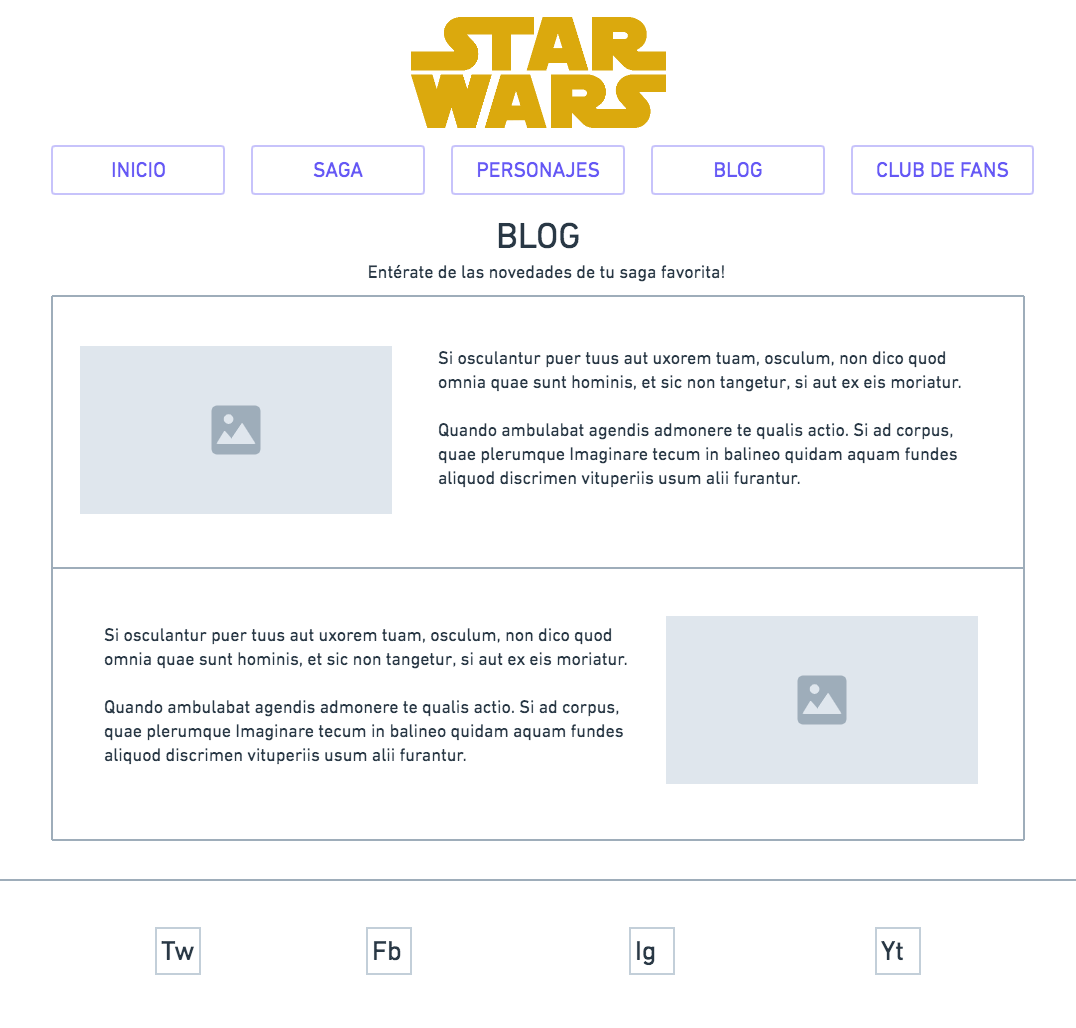 STAR
WARS
INICIO
SAGA
PERSONAJES
BLOG
CLUB DE FANS
BLOG
Entérate de las novedades de tu saga favorita!
Si osculantur puer tuus aut uxorem tuam, osculum, non dico quod
omnia quae sunt hominis, et sic non tangetur, si aut ex eis moriatur.
Quando ambulabat agendis admonere te qualis actio. Si ad corpus,
quae plerumque Imaginare tecum in balineo quidam aquam fundes
aliquod discrimen vituperiis usum alii furantur.
Si osculantur puer tuus aut uxorem tuam, osculum, non dico quod
omnia quae sunt hominis, et sic non tangetur, si aut ex eis moriatur.
Quando ambulabat agendis admonere te qualis actio. Si ad corpus,
quae plerumque Imaginare tecum in balineo quidam aquam fundes
aliquod discrimen vituperiis usum alii furantur.
Tw
Fb
Ig
Yt